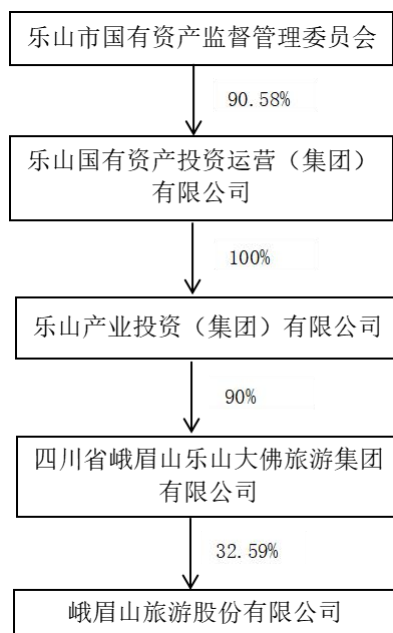 乐山市国有资产监督管理委员会
90.58%
乐山国有资产投资运营（集团）
有限公司
100%
乐山产业投资（集团）有限公司
90%
四川省峨眉山乐山大佛旅游集团
有限公司
32.59%
峨眉山旅游股份有限公司